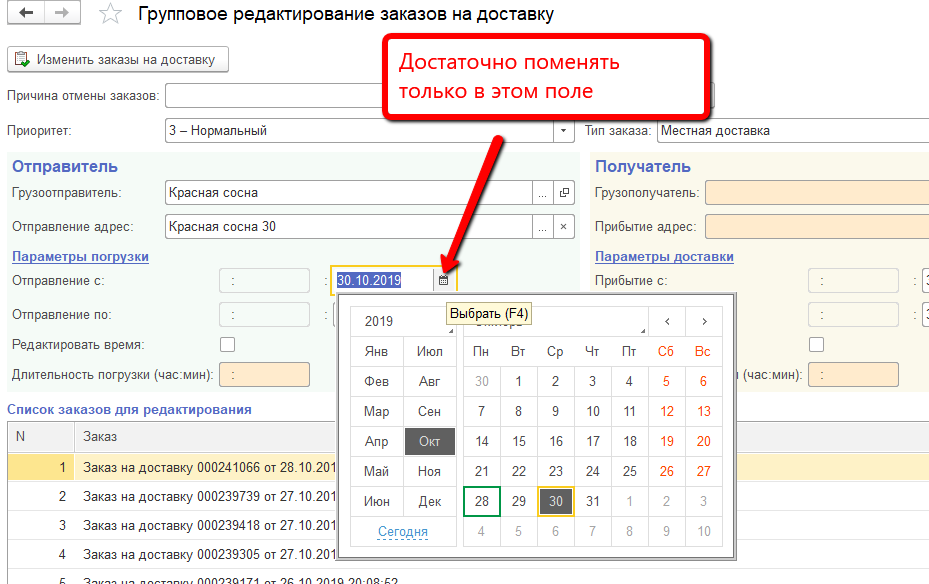 Групповое редактирование заказов на доставку
Достаточно поменять
только в этом поле
Изменить заказы на доставку
Причина отмены заказов:
Приоритет: 3 – Нормальный Тип заказа: Местная доставка
Отправитель Получатель
Грузоотправитель: Красная сосна ... Грузополучатель:
Отправление адрес: Красная сосна 30 ... × Прибытие адрес:
Параметры погрузки Параметры доставки
Отправление с: : : 30.10.2019 Прибытие с: : :
Выбрать (F4)
Отправление по: : : : :
2019 < >
Редактировать время:
Янв Июл Пн Вт Ср Чт Пт Сб Вс
Длительность погрузки (час:мин): : (час:мин): :
Фев Авг 30 1 2 3 4 5 6
Список заказов для редактирования
Мар Сен 7 8 9 10 11 12 13
N Заказ
Апр Окт 14 15 16 17 18 19 20
1 Заказ на доставку 000241066 от 28.10.201
Май Ноя 21 22 23 24 25 26 27
2 Заказ на доставку 000239739 от 27.10.201
Июн Дек 28 29 30 31 1 2 3
3 Заказ на доставку 000239418 от 27.10.201
Сегодня 4 5 6 7 8 9 10
4 Заказ на доставку 000239305 от 27.10.201
5 Заказ на доставку 000239171 от 26.10.2019 20:08:52